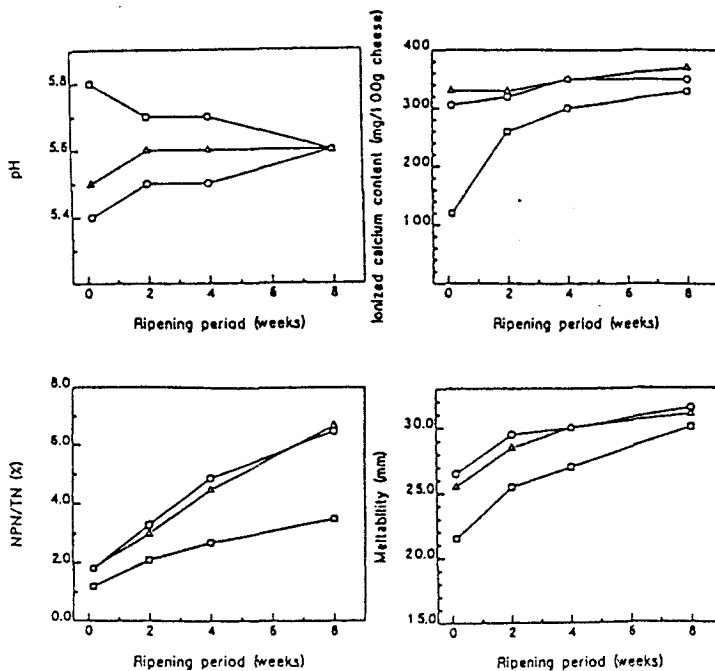 5.8
5.6
5.4
pH
0 2 4 6 8
Ripening period (weeks)
400
300
200
100
Ionized calcium content (mg/100g cheese)
0 2 4 6 8
Ripening period (weeks)
8.0
6.0
4.0
2.0
0.0
NPN/TN (%)
0 2 4 6 8
Ripening period (weeks)
30.0
25.0
20.0
15.0
Meltability (mm)
0 2 4 6 8
Ripening period (weeks)